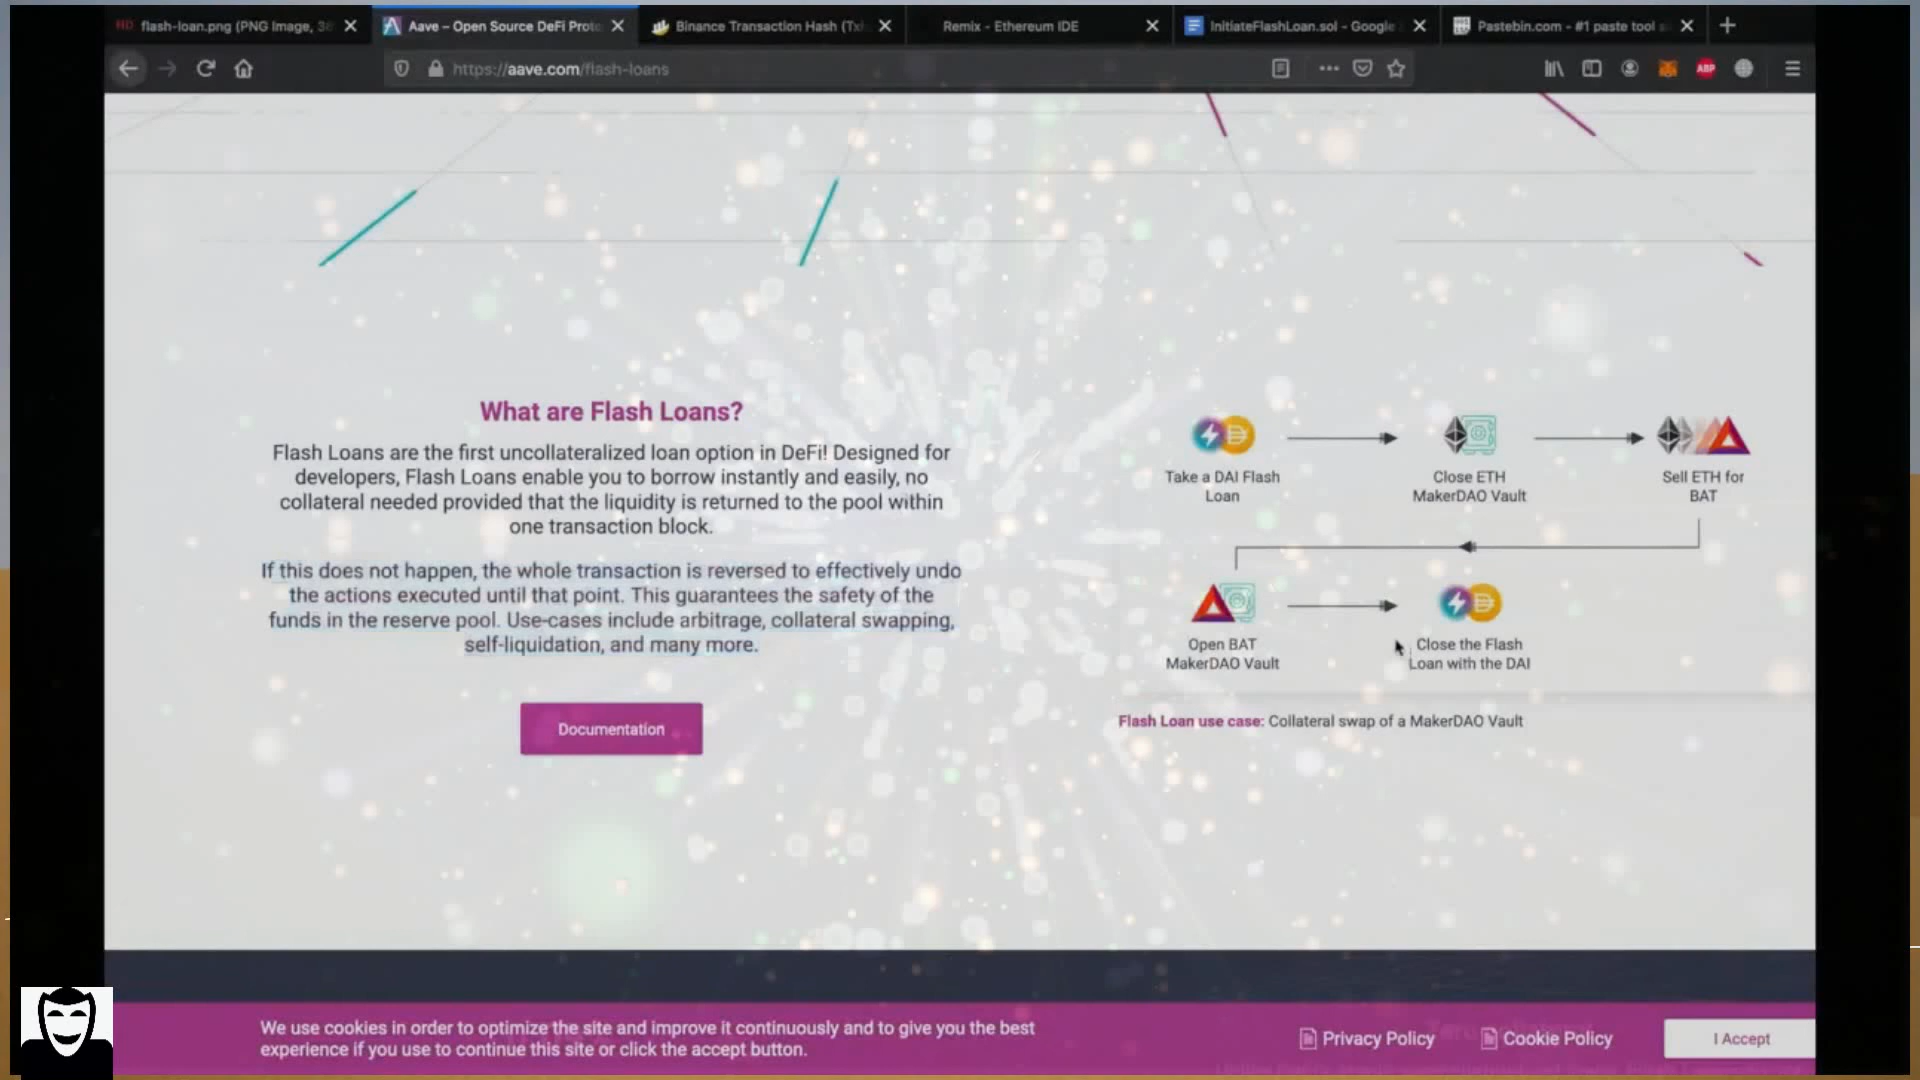 HD flash-loan.png (PNG Image, 38
Aave – Open Source DeFi Proto
Binance Transaction Hash (Txh
Remix - Ethereum IDE
InitiateFlashLoan.sol - Google
Pastebin.com - #1 paste tool
https://aave.com/flash-loans
ABP
What are Flash Loans?
Flash Loans are the first uncollateralized loan option in DeFi! Designed for
developers, Flash Loans enable you to borrow instantly and easily, no
collateral needed provided that the liquidity is returned to the pool within
one transaction block.
If this does not happen, the whole transaction is reversed to effectively undo
the actions executed until that point. This guarantees the safety of the
funds in the reserve pool. Use-cases include arbitrage, collateral swapping,
self-liquidation, and many more.
Documentation
Take a DAI Flash
Loan
Close ETH
MakerDAO Vault
Sell ETH for
BAT
Open BAT
MakerDAO Vault
Close the Flash
Loan with the DAI
Flash Loan use case: Collateral swap of a MakerDAO Vault
We use cookies in order to optimize the site and improve it continuously and to give you the best
experience if you use to continue this site or click the accept button.
Privacy Policy
Cookie Policy
I Accept